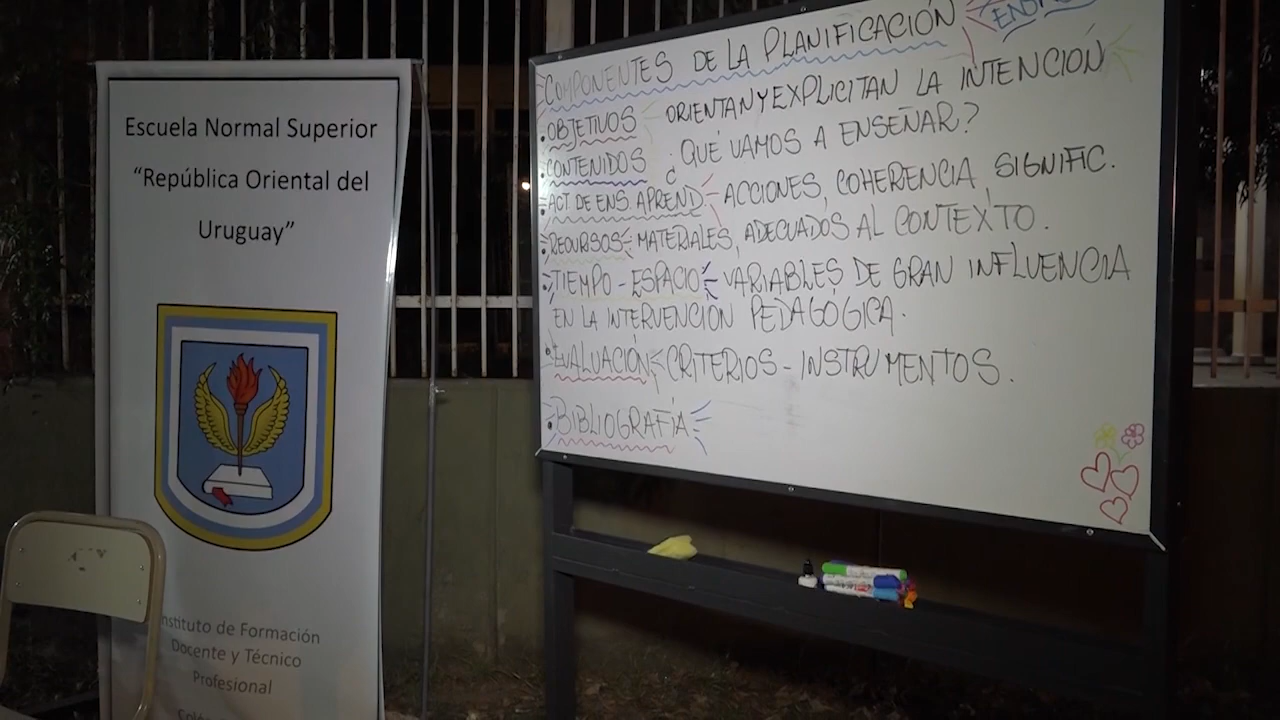 Escuela Normal Superior
“República Oriental del
Uruguay”
Instituto de Formación
Docente y Técnico
Profesional
COMPONENTES DE LA PLANIFICACIÓN
• OBJETIVOS ORIENTAN Y EXPLICITAN LA INTENCIÓN
• CONTENIDOS ¿QUÉ VAMOS A ENSEÑAR?
• ACT DE ENS. APREND ACCIONES, COHERENCIA, SIGNIFIC.
• RECURSOS MATERIALES, ADECUADOS AL CONTEXTO.
• TIEMPO - ESPACIO VARIABLES DE GRAN INFLUENCIA
EN LA INTERVENCIÓN PEDAGÓGICA.
• EVALUACIÓN CRITERIOS - INSTRUMENTOS.
• BIBLIOGRAFÍA